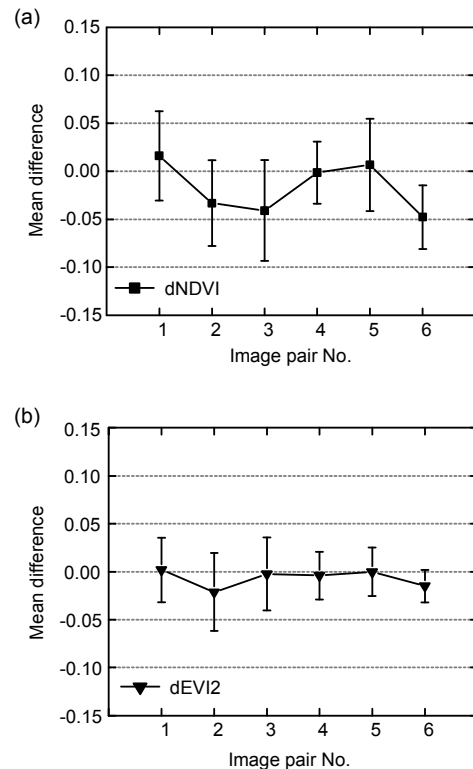 (a)
0.15
0.10
0.05
0.00
-0.05
-0.10
-0.15
Mean difference
dNDVI
1 2 3 4 5 6
Image pair No.
(b)
0.15
0.10
0.05
0.00
-0.05
-0.10
-0.15
Mean difference
dEVI2
1 2 3 4 5 6
Image pair No.